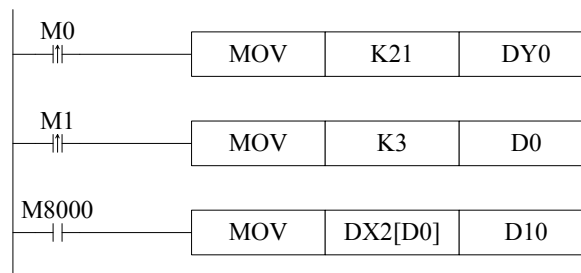 M0
MOV K21 DY0
M1
MOV K3 D0
M8000
MOV DX2[D0] D10